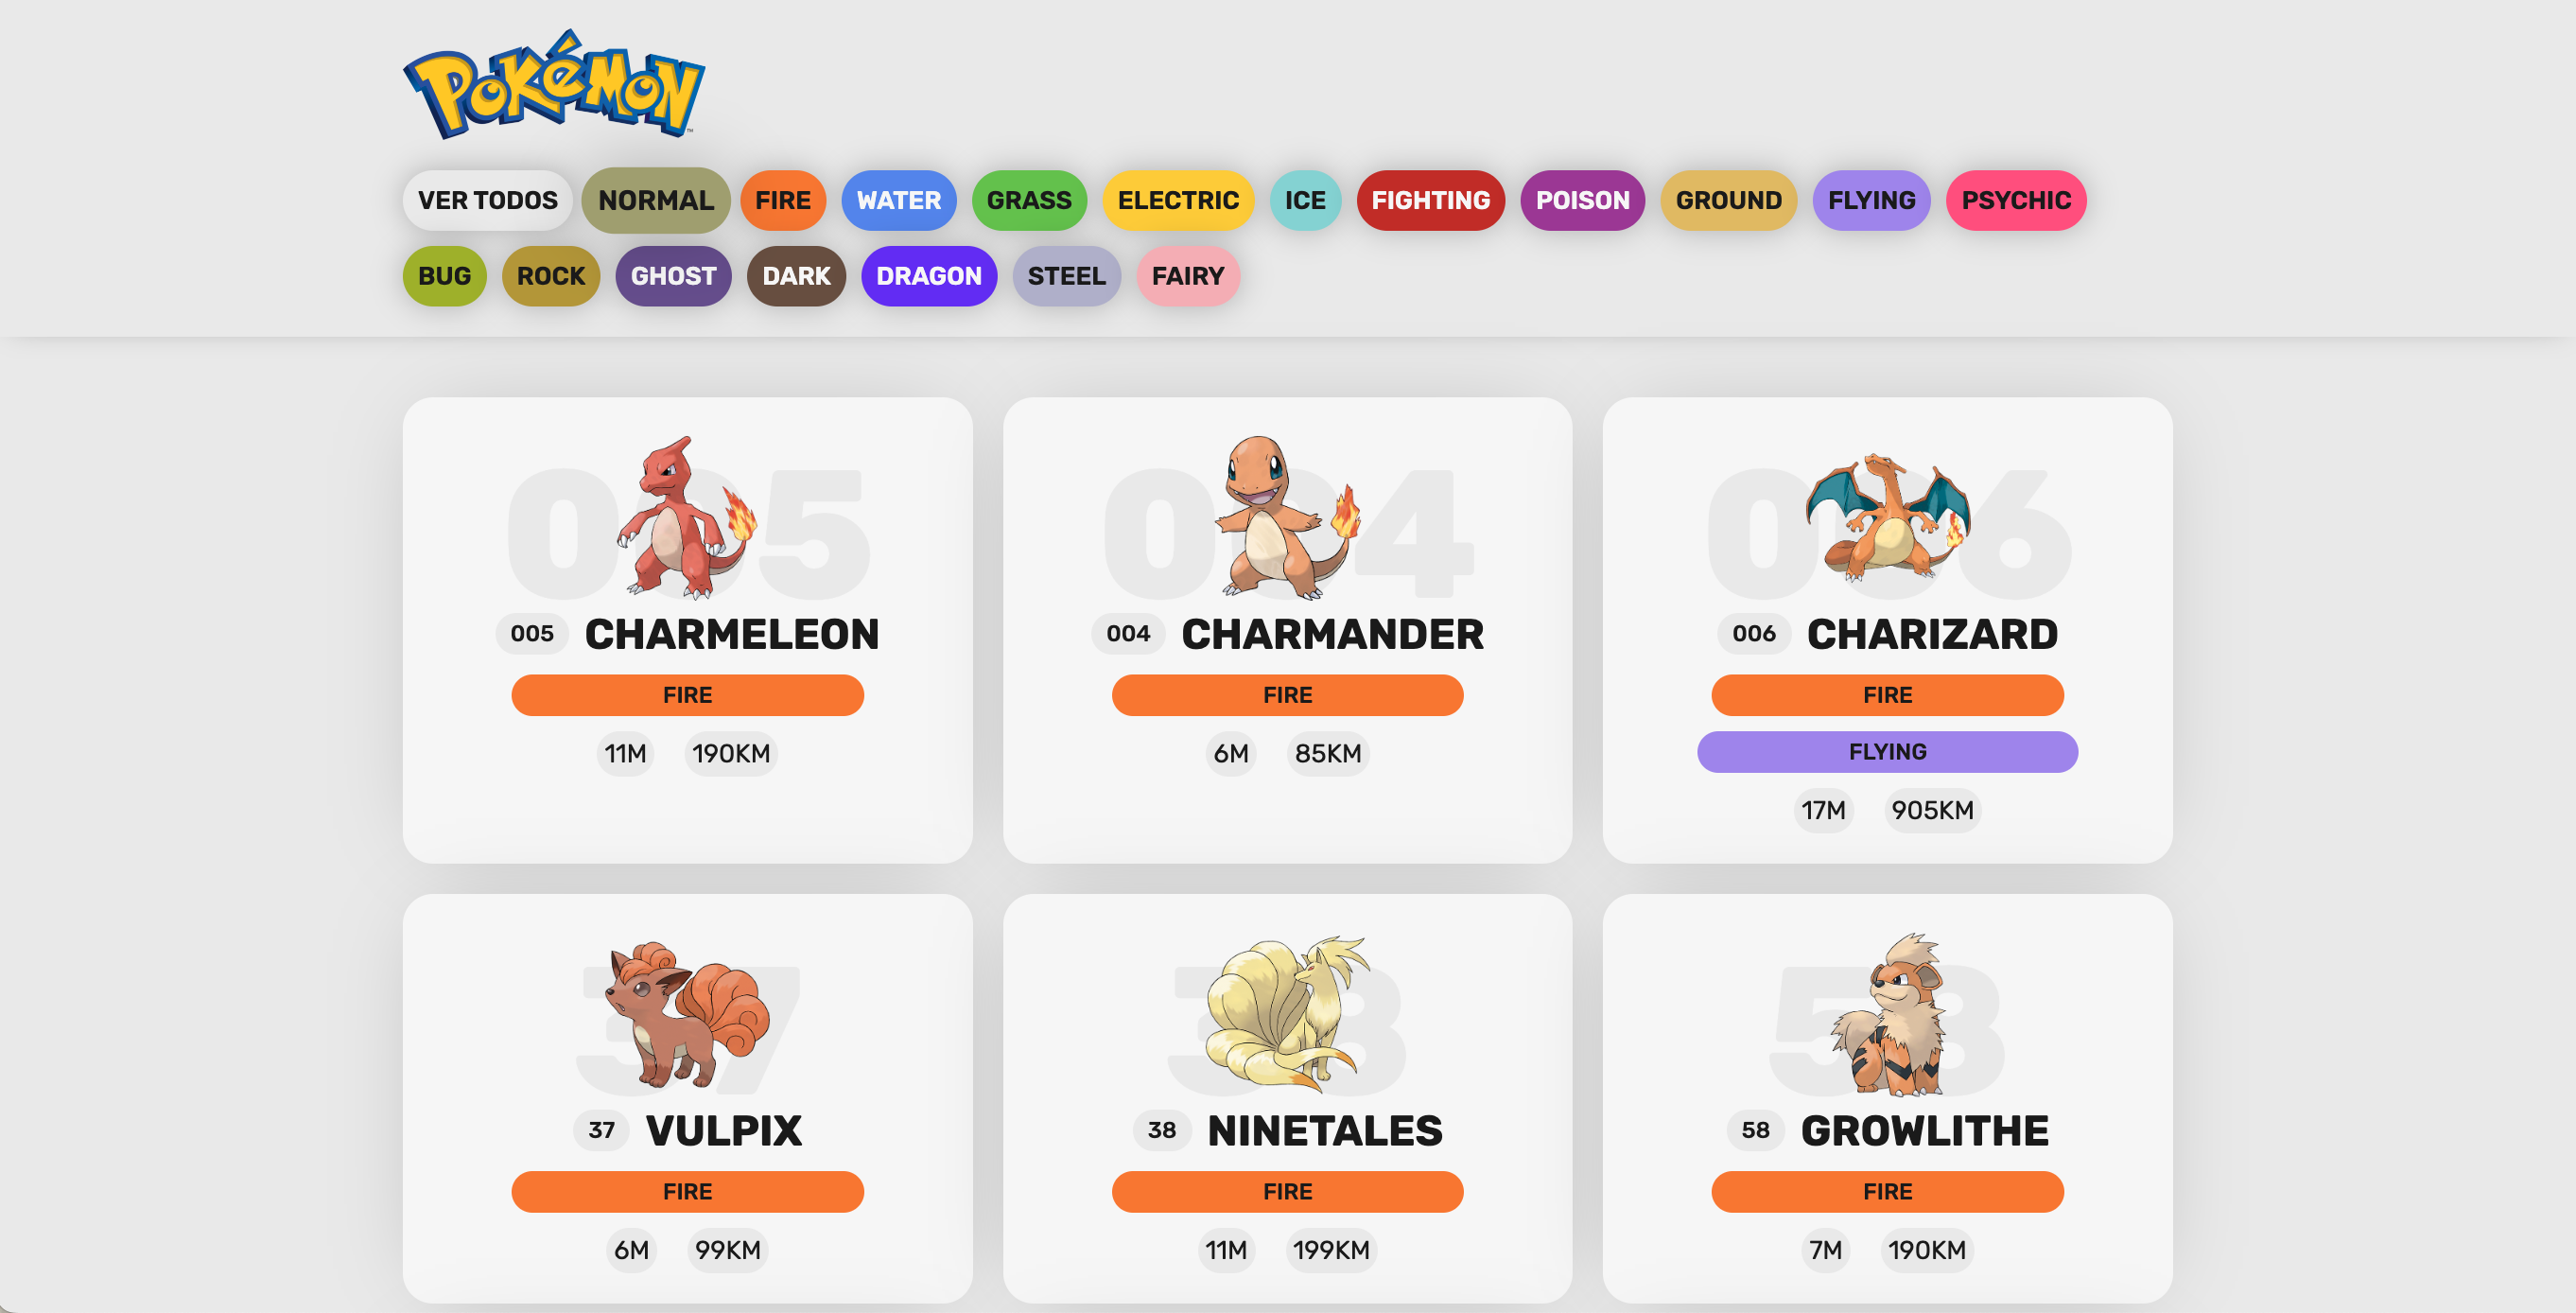 Pokémon
TM
VER TODOS NORMAL FIRE WATER GRASS ELECTRIC ICE FIGHTING POISON GROUND FLYING PSYCHIC
BUG ROCK GHOST DARK DRAGON STEEL FAIRY
005
005 CHARMELEON
FIRE
11M 190KM
004
004 CHARMANDER
FIRE
6M 85KM
006
006 CHARIZARD
FIRE
FLYING
17M 905KM
37
37 VULPIX
FIRE
6M 99KM
38
38 NINETALES
FIRE
11M 199KM
58
58 GROWLITHE
FIRE
7M 190KM